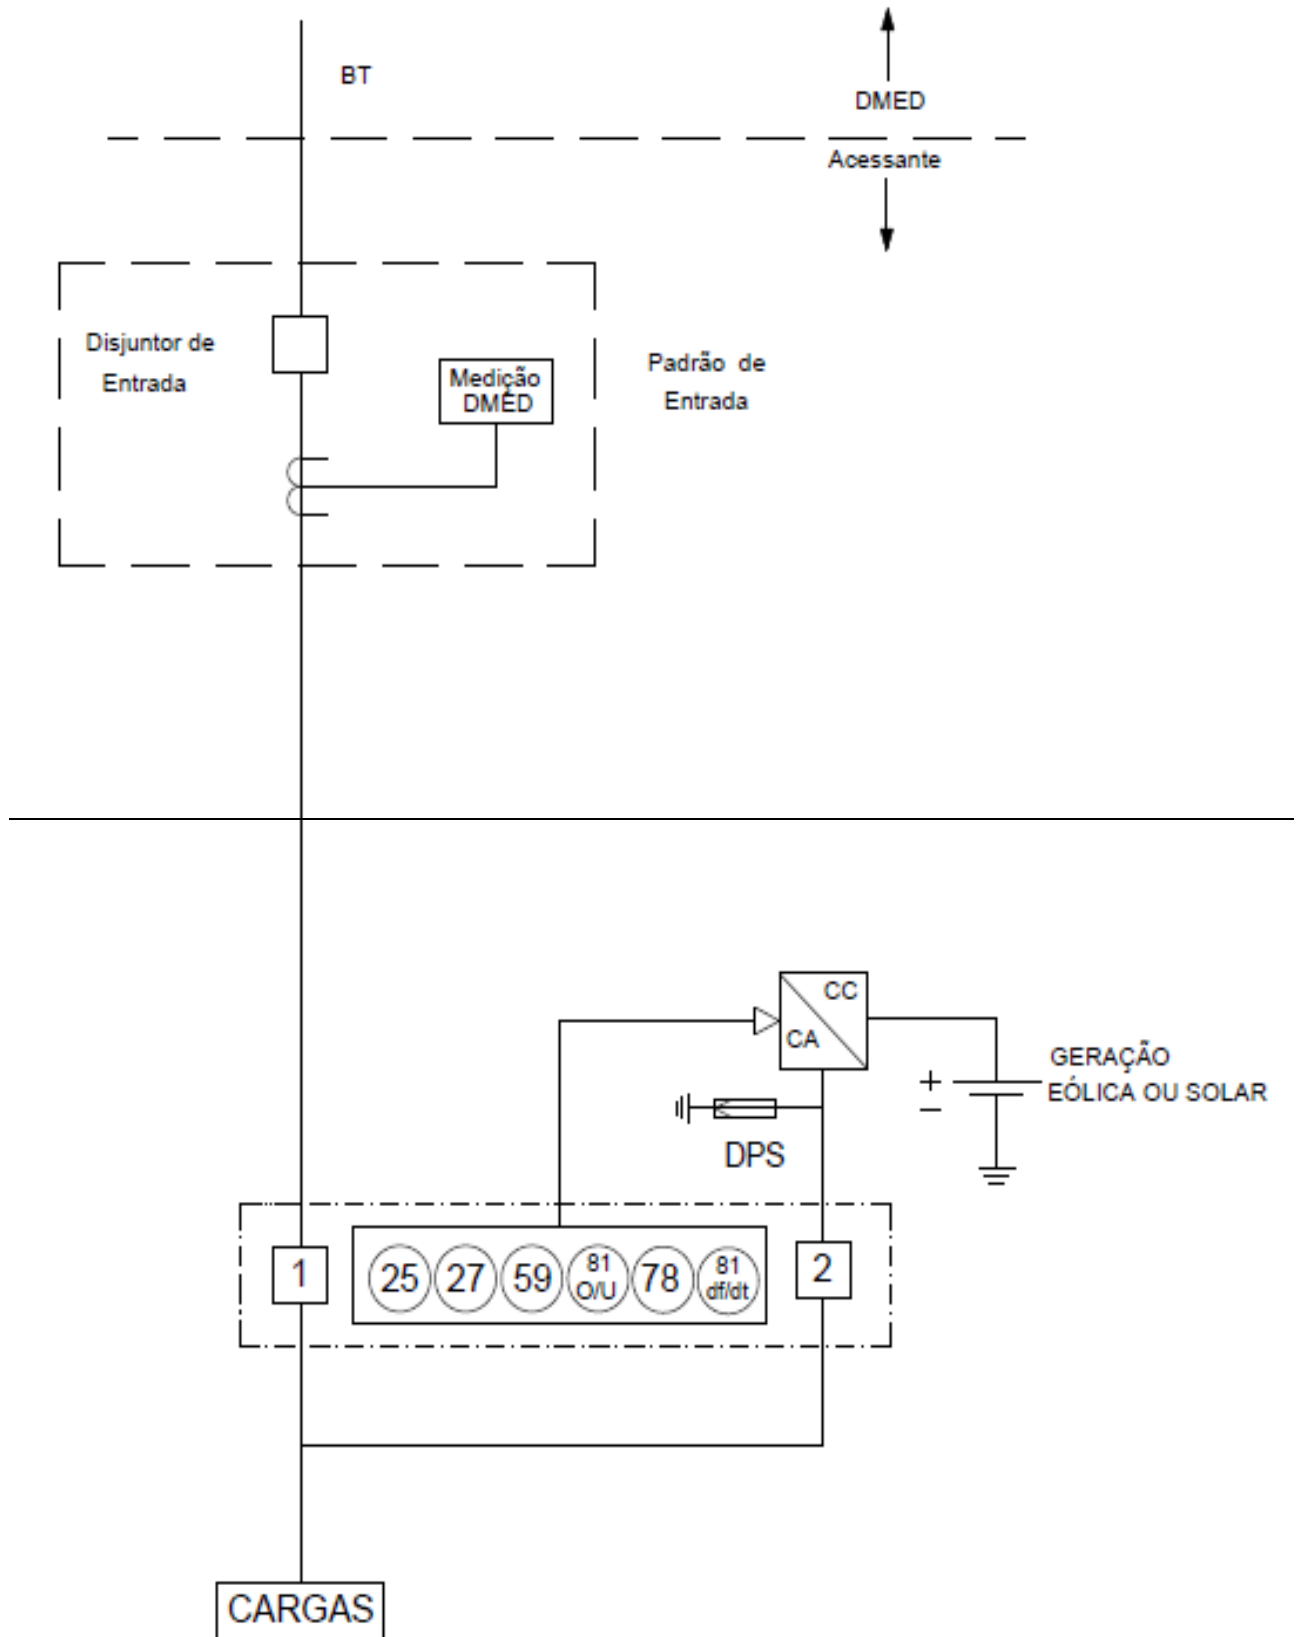 BT
DMED
Acessante
Disjuntor de
Entrada
Medição
DMED
Padrão de
Entrada
CC
CA
GERAÇÃO
EÓLICA OU SOLAR
+
−
DPS
1
25
27
59
81
O/U
78
81
df/dt
2
CARGAS